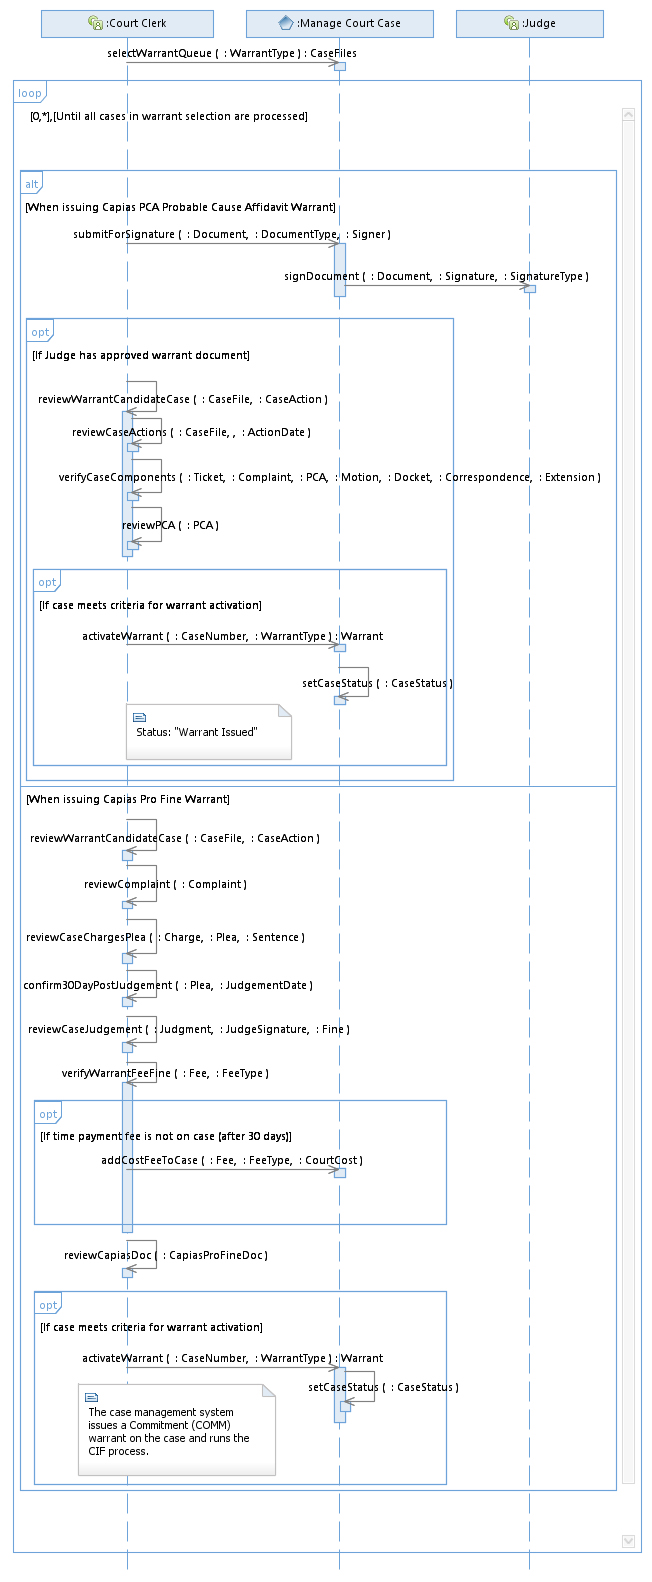 :Court Clerk
:Manage Court Case
:Judge
selectWarrantQueue ( : WarrantType ) : CaseFiles
loop
[0,*],[Until all cases in warrant selection are processed]
alt
[When issuing Capias PCA Probable Cause Affidavit Warrant]
submitForSignature ( : Document, : DocumentType, : Signer )
signDocument ( : Document, : Signature, : SignatureType )
opt
[If Judge has approved warrant document]
reviewWarrantCandidateCase ( : CaseFile, : CaseAction )
reviewCaseActions ( : CaseFile, , : ActionDate )
verifyCaseComponents ( : Ticket, : Complaint, : PCA, : Motion, : Docket, : Correspondence, : Extension )
reviewPCA ( : PCA )
opt
[If case meets criteria for warrant activation]
activateWarrant ( : CaseNumber, : WarrantType ) : Warrant
setCaseStatus ( : CaseStatus )
Status: "Warrant Issued"
[When issuing Capias Pro Fine Warrant]
reviewWarrantCandidateCase ( : CaseFile, : CaseAction )
reviewComplaint ( : Complaint )
reviewCaseChargesPlea ( : Charge, : Plea, : Sentence )
confirm30DayPostJudgement ( : Plea, : JudgementDate )
reviewCaseJudgement ( : Judgment, : JudgeSignature, : Fine )
verifyWarrantFeeFine ( : Fee, : FeeType )
opt
[If time payment fee is not on case (after 30 days)]
addCostFeeToCase ( : Fee, : FeeType, : CourtCost )
reviewCapiasDoc ( : CapiasProFineDoc )
opt
[If case meets criteria for warrant activation]
activateWarrant ( : CaseNumber, : WarrantType ) : Warrant
setCaseStatus ( : CaseStatus )
The case management system
issues a Commitment (COMM)
warrant on the case and runs the
CIF process.